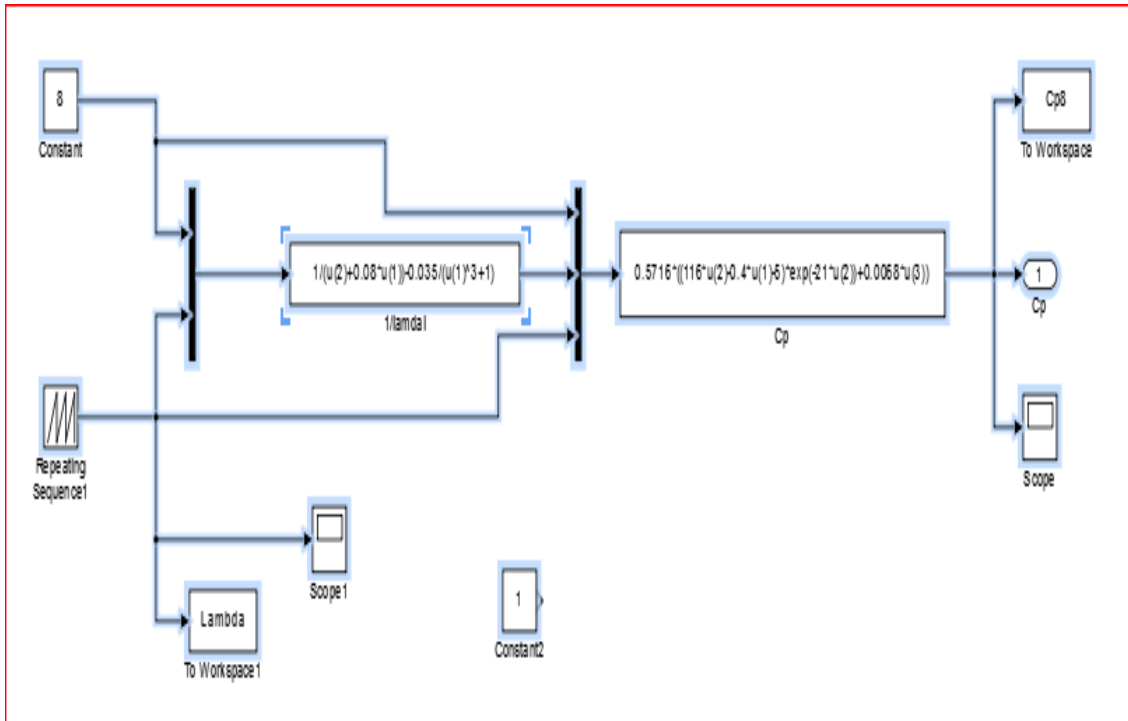 8
Constant
Cp8
To Workspace
1/(u(2)+0.08*u(1))-0.035/(u(1)^3+1)
1/lamdaI
0.5716*((116*u(2)-0.4*u(1)-5)*exp(-21*u(2))+0.0068*u(3))
Cp
1
Cp
Repeating
Sequence1
Scope
Scope1
1
Constant2
Lambda
To Workspace1